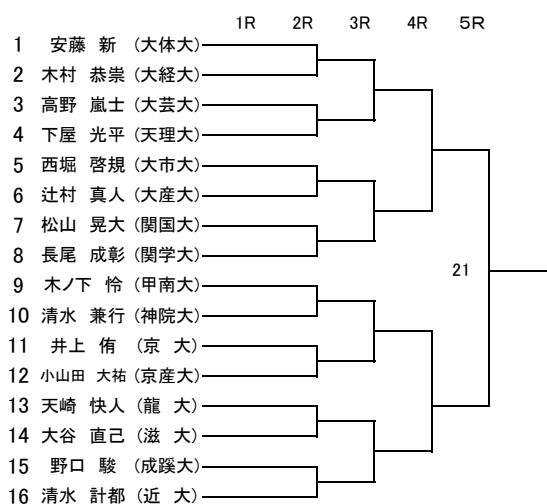 1R 2R 3R 4R 5R
1 安藤 新 (大体大)
2 木村 恭崇 (大経大)
3 高野 嵐士 (大芸大)
4 下屋 光平 (天理大)
5 西堀 啓規 (大市大)
6 辻村 真人 (大産大)
7 松山 晃大 (関国大)
8 長尾 成彰 (関学大)
9 木ノ下 怜 (甲南大)
21
10 清水 兼行 (神院大)
11 井上 侑 (京 大)
12 小山田 大祐 (京産大)
13 天崎 快人 (龍 大)
14 大谷 直己 (滋 大)
15 野口 駿 (成蹊大)
16 清水 計都 (近 大)